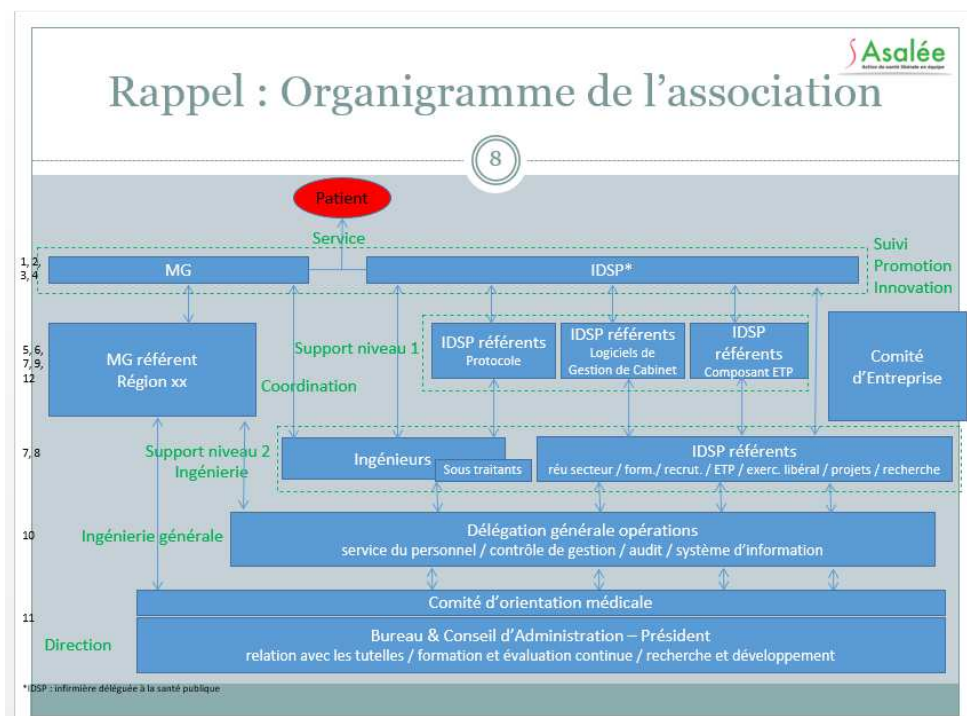 Asalée
Action de santé libérale en équipe
Rappel : Organigramme de l'association
8
Patient
Service
Suivi
Promotion
Innovation
1, 2,
3, 4
MG
IDSP*
5, 6,
7, 9,
12
MG référent
Région xx
Support niveau 1
Coordination
IDSP référents
Protocole
IDSP référents
Logiciels de
Gestion de Cabinet
IDSP
référents
Composant ETP
Comité
d'Entreprise
7, 8
Support niveau 2
Ingénierie
Ingénieurs
Sous traitants
IDSP référents
réu secteur / form./ recrut. / ETP / exerc. libéral / projets / recherche
10
Ingénierie générale
Délégation générale opérations
service du personnel / contrôle de gestion / audit / système d'information
Comité d'orientation médicale
11
Direction
Bureau & Conseil d'Administration – Président
relation avec les tutelles / formation et évaluation continue / recherche et développement
*IDSP : infirmière déléguée à la santé publique